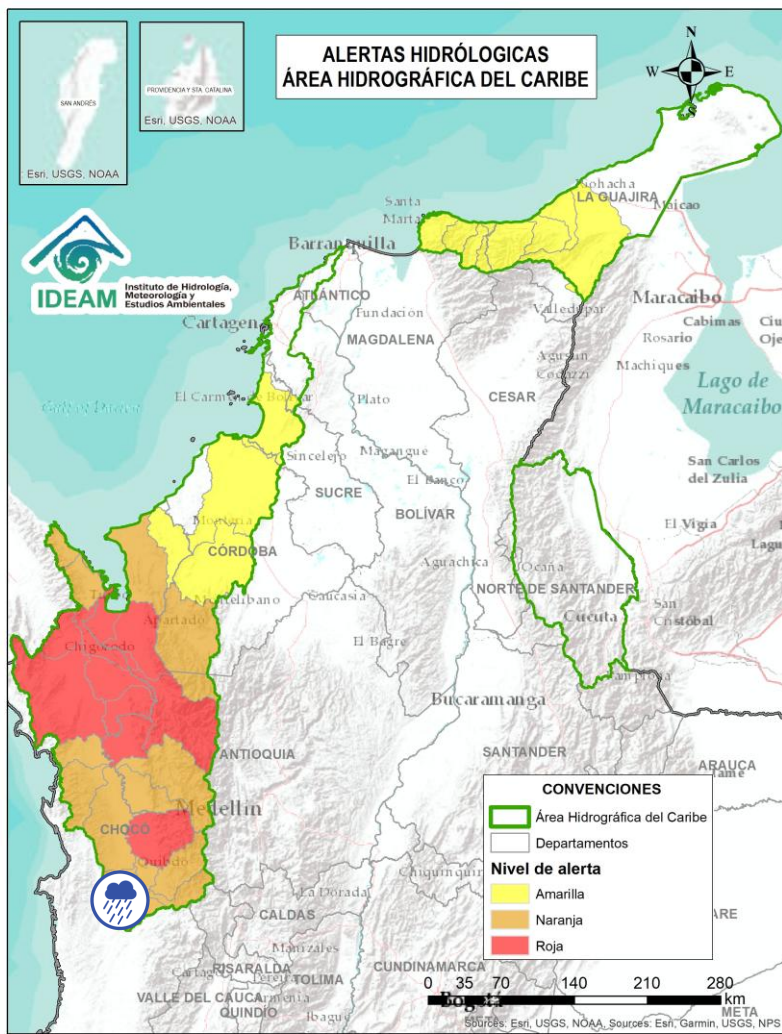 ALERTAS HIDRÓLOGICAS
ÁREA HIDROGRÁFICA DEL CARIBE
N
W
E
S
SAN ANDRÉS
Esri, USGS, NOAA
PROVIDENCIA Y STA. CATALINA
Esri, USGS, NOAA
IDEAM
Instituto de Hidrología,
Meteorología y
Estudios Ambientales
Riohacha
LA GUAJIRA
Maicao
Santa
Marta
Barranquilla
ATLÁNTICO
Cartagen
Fundación
MAGDALENA
Valledupar
Maracaibo
Cabimas
Rosario
Machiques
Agustín
Codazzi
CESAR
Lago de
Maracaibo
El Carmen de Bolívar
Plato
Sincelejo
Magangue
SUCRE
El Banco
BOLÍVAR
San Carlos
del Zulia
El Vigia
Montería
CÓRDOBA
Aguachica
Ocaña
NORTE DE SANTANDER
Cucuta
San
Cristóbal
Montelibano
Caucasia
Apartado
El Bagre
Chigorodo
Bucaramanga
ANTIOQUIA
SANTANDER
ARAUCA
Medellín
CHOCÓ
Quibdó
La Dorada
CALDAS
Manizales
RISARALDA
TOLIMA
VALLE DEL CAUCA
QUINDÍO
Ibague
CUNDINAMARCA
META
CONVENCIONES
Área Hidrográfica del Caribe
Departamentos
Nivel de alerta
Amarilla
Naranja
Roja
0 35 70 140 210 280
km
Sources: Esri, USGS, NOAA, Sources: Esri, Garmin, USGS, NPS